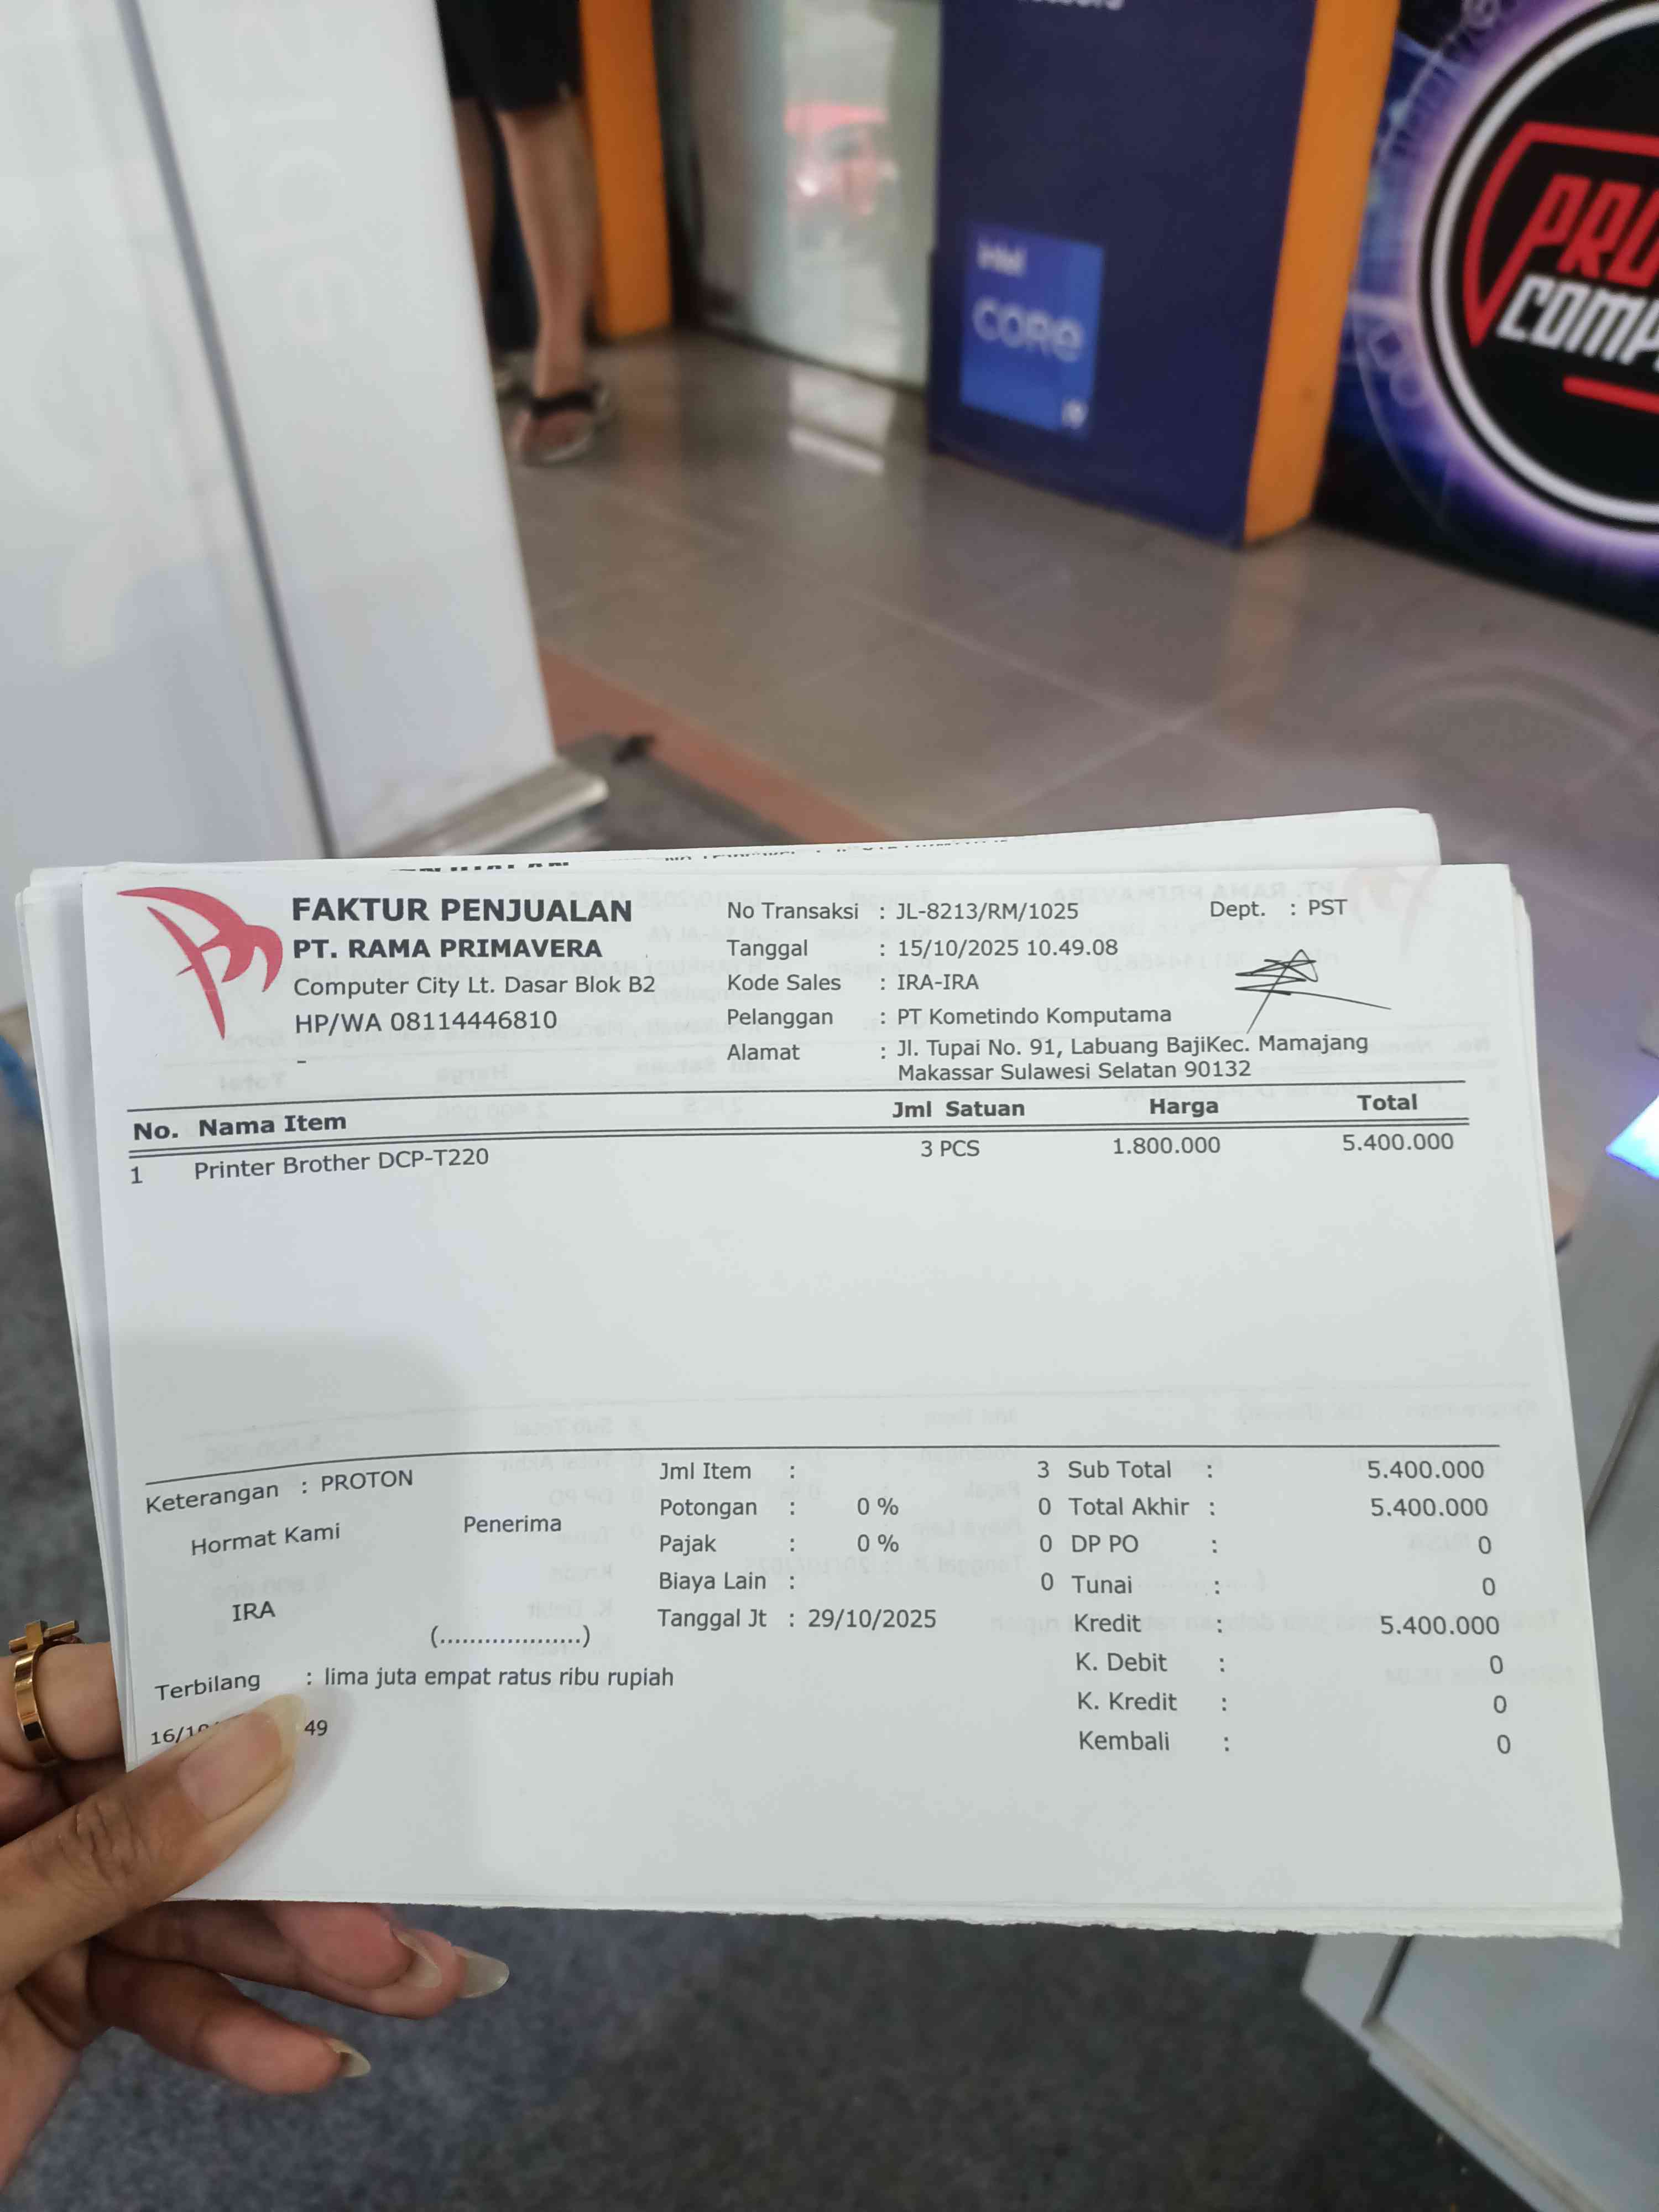 intel
CORE
i9
COMP
FAKTUR PENJUALAN
PT. RAMA PRIMAVERA
Computer City Lt. Dasar Blok B2
HP/WA 08114446810
-
No Transaksi : JL-8213/RM/1025 Dept. : PST
Tanggal : 15/10/2025 10.49.08
Kode Sales : IRA-IRA
Pelanggan : PT Kometindo Komputama
Alamat : Jl. Tupai No. 91, Labuang BajiKec. Mamajang
Makassar Sulawesi Selatan 90132
No. Nama Item Jml Satuan Harga Total
1 Printer Brother DCP-T220 3 PCS 1.800.000 5.400.000
Keterangan : PROTON
Hormat Kami Penerima
IRA
(...................)
Jml Item : 3 Sub Total : 5.400.000
Potongan : 0 % 0 Total Akhir : 5.400.000
Pajak : 0 % 0 DP PO : 0
Biaya Lain : 0 Tunai : 0
Tanggal Jt : 29/10/2025 Kredit : 5.400.000
K. Debit : 0
K. Kredit : 0
Kembali : 0
Terbilang : lima juta empat ratus ribu rupiah
16/10 49